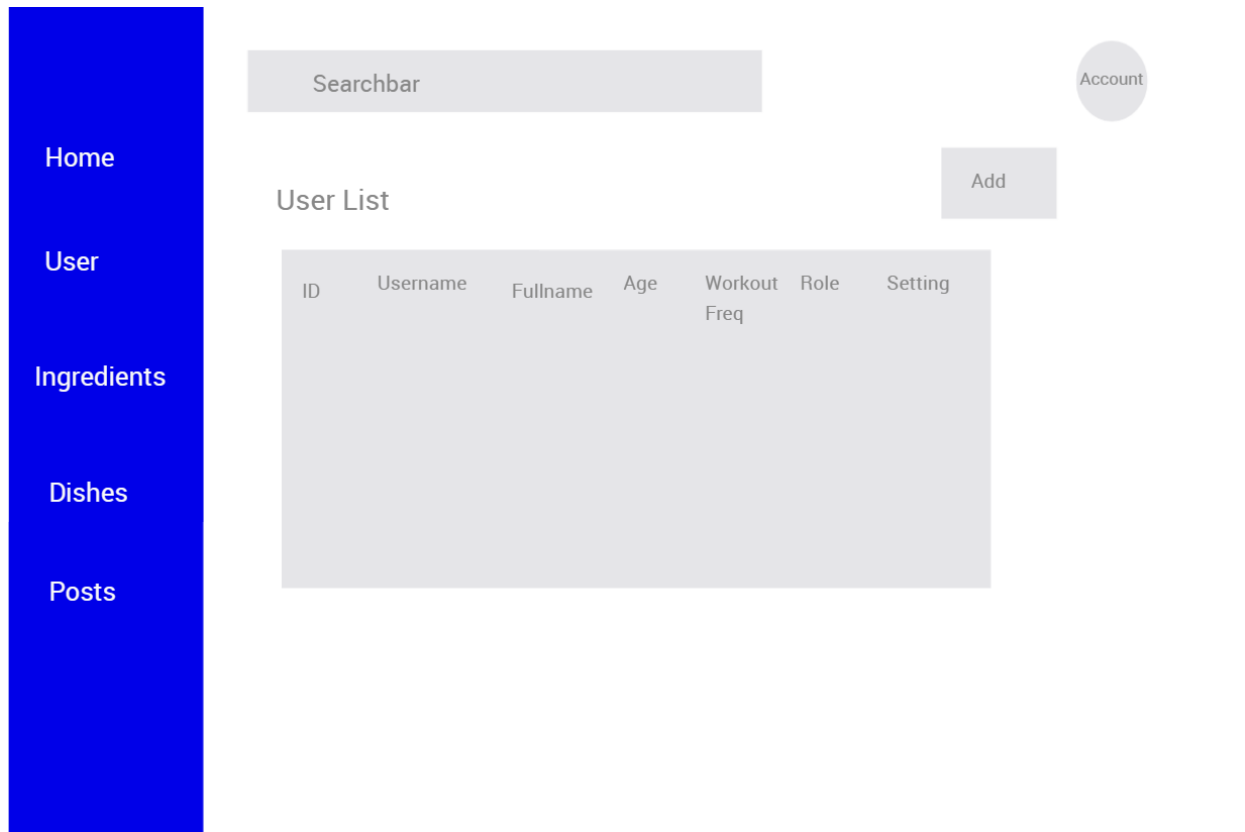 Home
User
Ingredients
Dishes
Posts
Searchbar
Account
User List
Add
ID
Username
Fullname
Age
Workout
Freq
Role
Setting